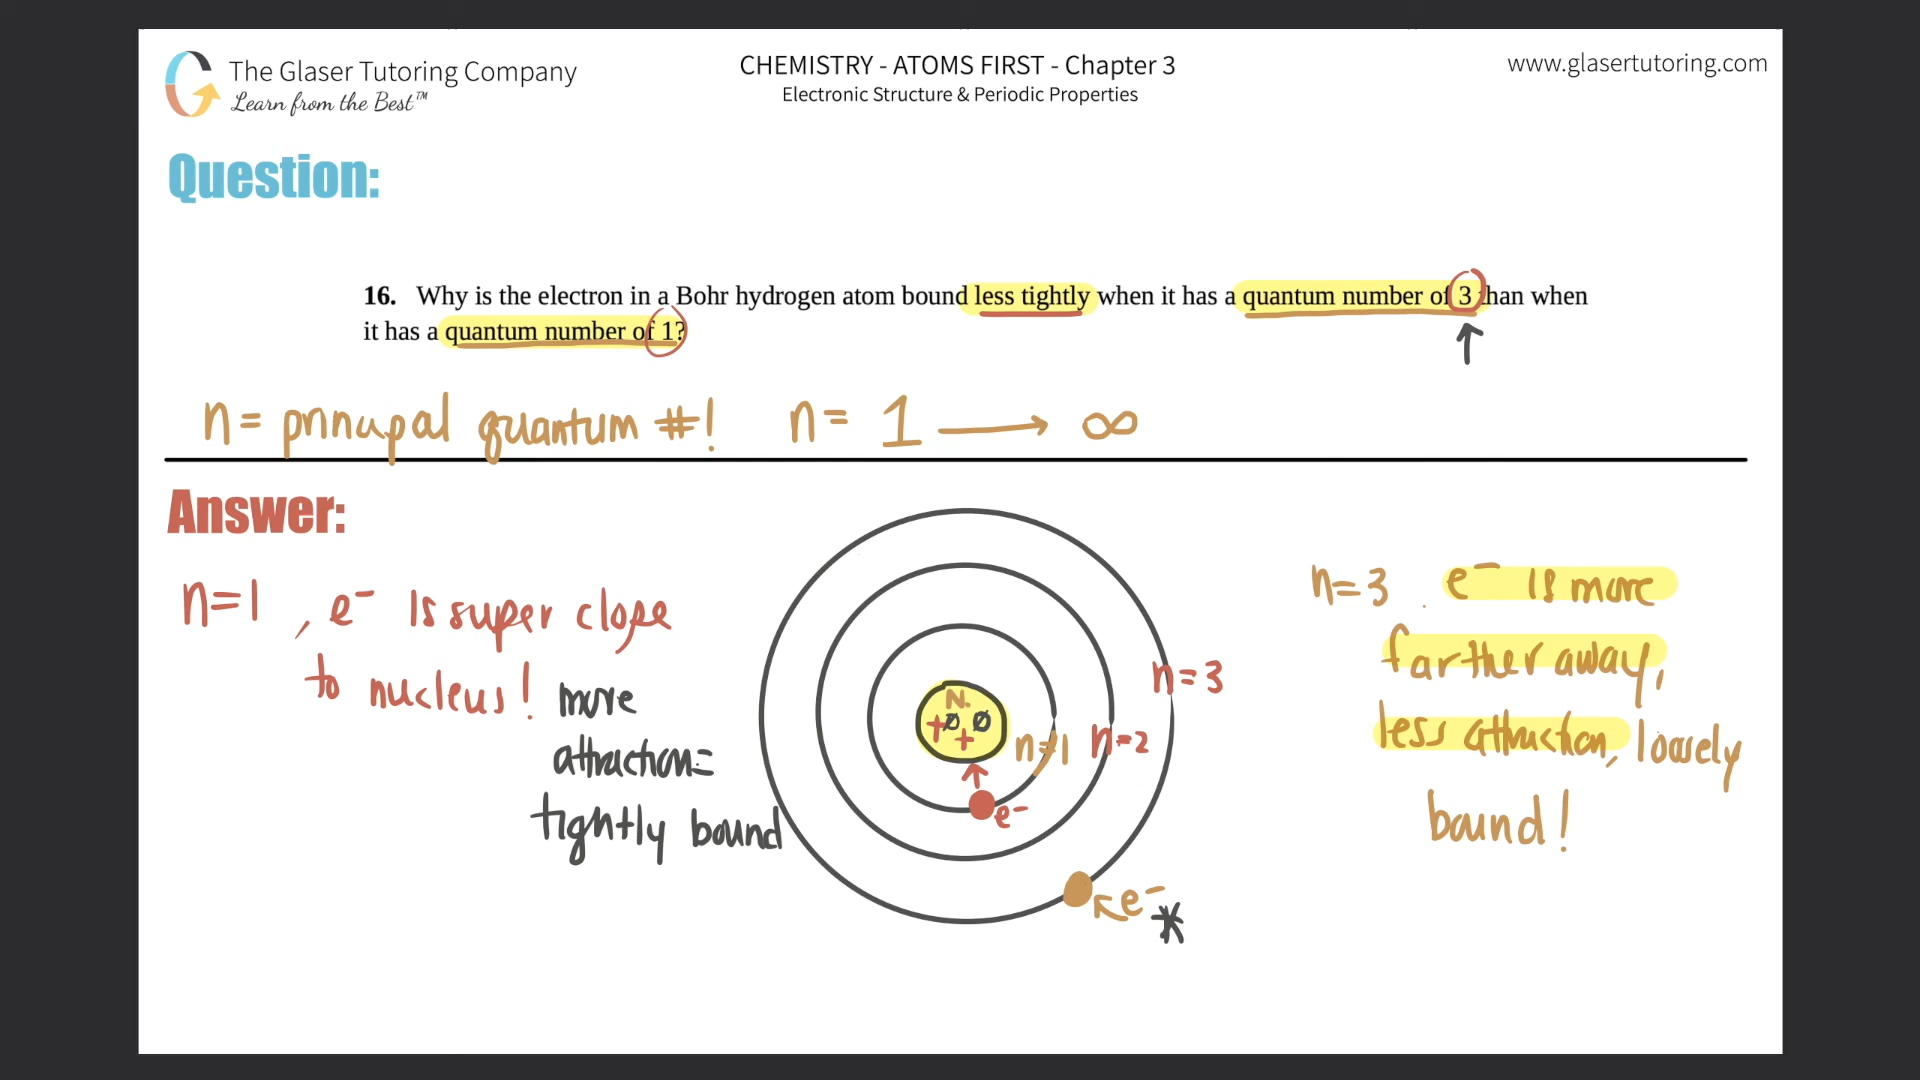 The Glaser Tutoring Company
Learn from the Best™
CHEMISTRY - ATOMS FIRST - Chapter 3
Electronic Structure & Periodic Properties
www.glasertutoring.com
Question:
16. Why is the electron in a Bohr hydrogen atom bound less tightly when it has a quantum number of 3 than when
it has a quantum number of 1?
n = principal quantum #! n = 1 → ∞
Answer:
n=1, e⁻ is super close
to nucleus!
more
attraction=
tightly bound
N.
+ø ø
+
n=1
n=2
n=3
e⁻
e⁻
*
n=3. e⁻ is more
farther away,
less attraction, loosely
bound!